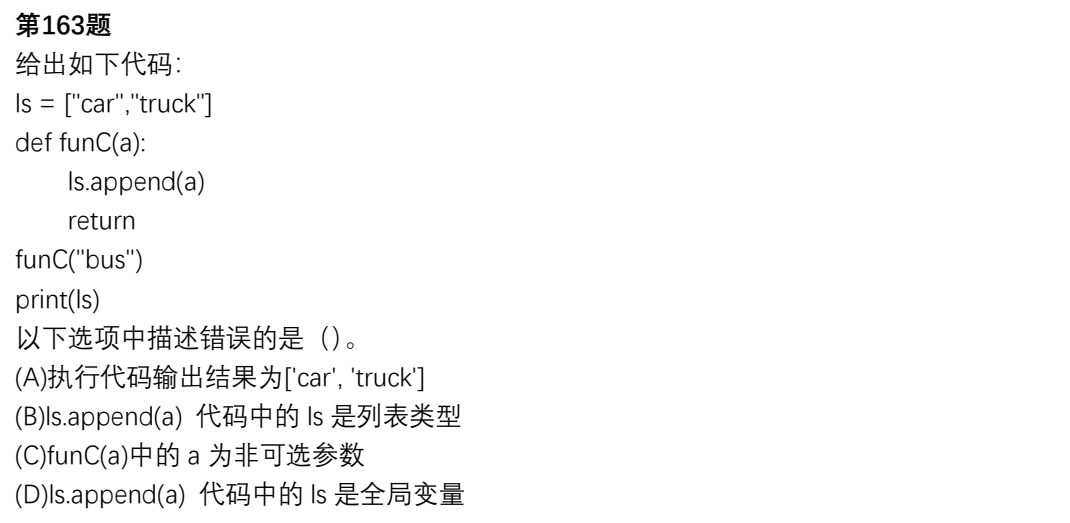 第163题
给出如下代码：
ls = ["car","truck"]
def funC(a):
    ls.append(a)
    return
funC("bus")
print(ls)
以下选项中描述错误的是（）。
(A)执行代码输出结果为['car', 'truck']
(B)ls.append(a) 代码中的 ls 是列表类型
(C)funC(a)中的 a 为非可选参数
(D)ls.append(a) 代码中的 ls 是全局变量